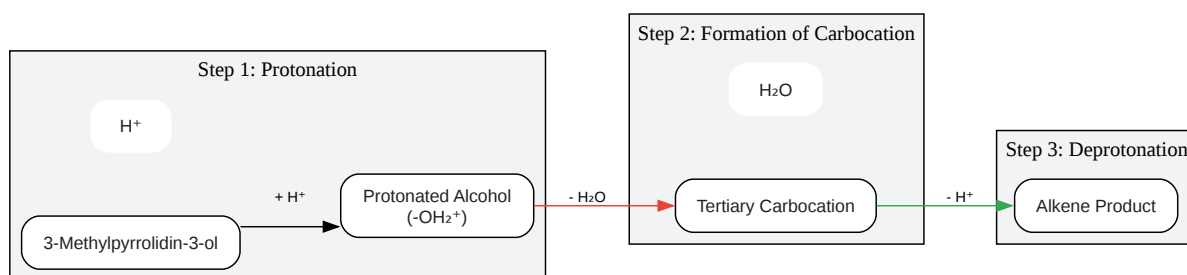 Step 1: Protonation
H⁺
3-Methylpyrrolidin-3-ol
+ H⁺
Protonated Alcohol
(-OH₂⁺)
- H₂O
Step 2: Formation of Carbocation
H₂O
Tertiary Carbocation
- H⁺
Step 3: Deprotonation
Alkene Product